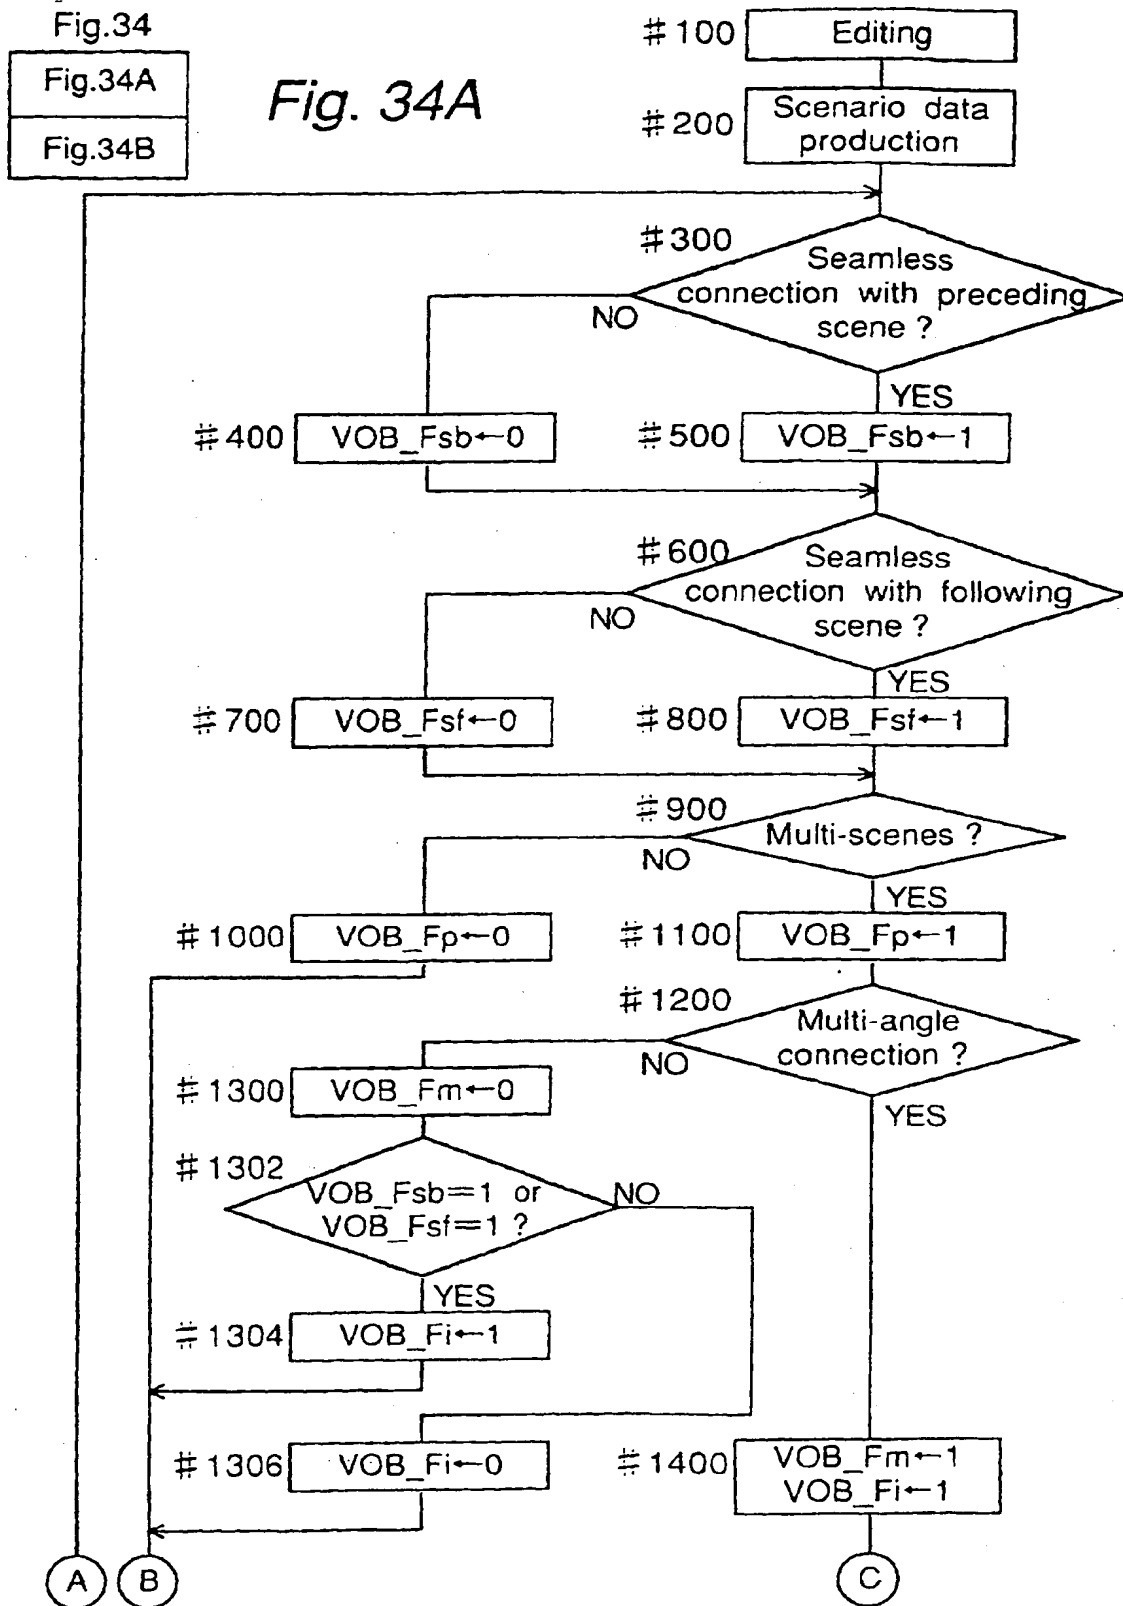 Fig.34
Fig.34A
Fig.34B
Fig. 34A
#100
Editing
#200
Scenario data
production
#300
Seamless
connection with preceding
scene ?
NO
YES
#400
VOB_Fsb←0
#500
VOB_Fsb←1
#600
Seamless
connection with following
scene ?
NO
YES
#700
VOB_Fsf←0
#800
VOB_Fsf←1
#900
Multi-scenes ?
NO
YES
#1000
VOB_Fp←0
#1100
VOB_Fp←1
#1200
Multi-angle
connection ?
NO
YES
#1300
VOB_Fm←0
#1302
VOB_Fsb=1 or
VOB_Fsf=1 ?
NO
YES
#1304
VOB_Fi←1
#1306
VOB_Fi←0
#1400
VOB_Fm←1
VOB_Fi←1
A
B
C